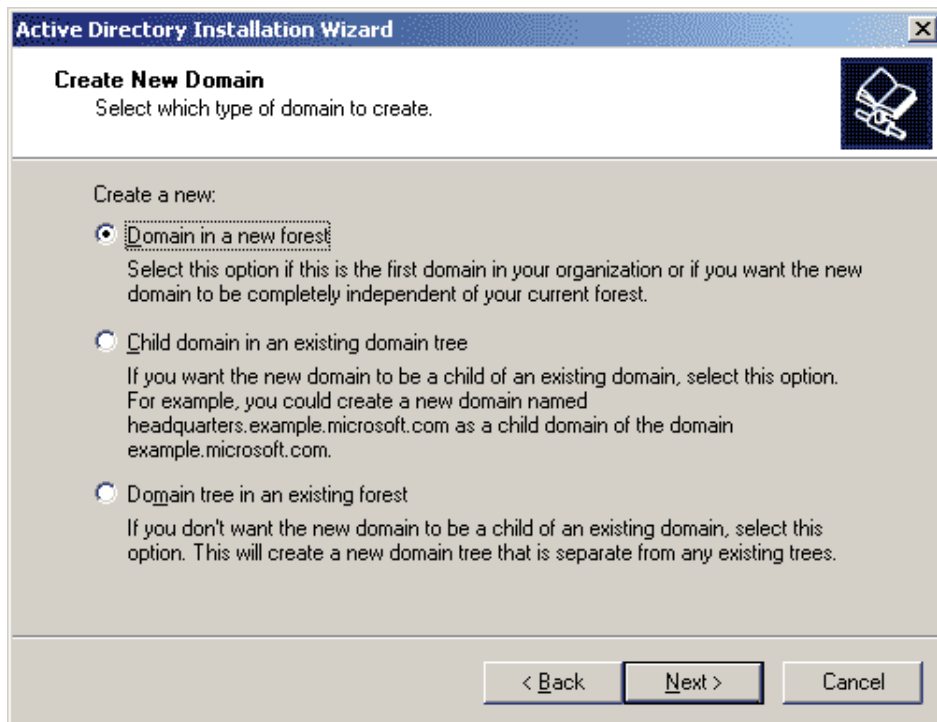 Active Directory Installation Wizard
Create New Domain
Select which type of domain to create.
Create a new:
Domain in a new forest
Select this option if this is the first domain in your organization or if you want the new
domain to be completely independent of your current forest.
Child domain in an existing domain tree
If you want the new domain to be a child of an existing domain, select this option.
For example, you could create a new domain named
headquarters.example.microsoft.com as a child domain of the domain
example.microsoft.com.
Domain tree in an existing forest
If you don't want the new domain to be a child of an existing domain, select this
option. This will create a new domain tree that is separate from any existing trees.
< Back
Next >
Cancel